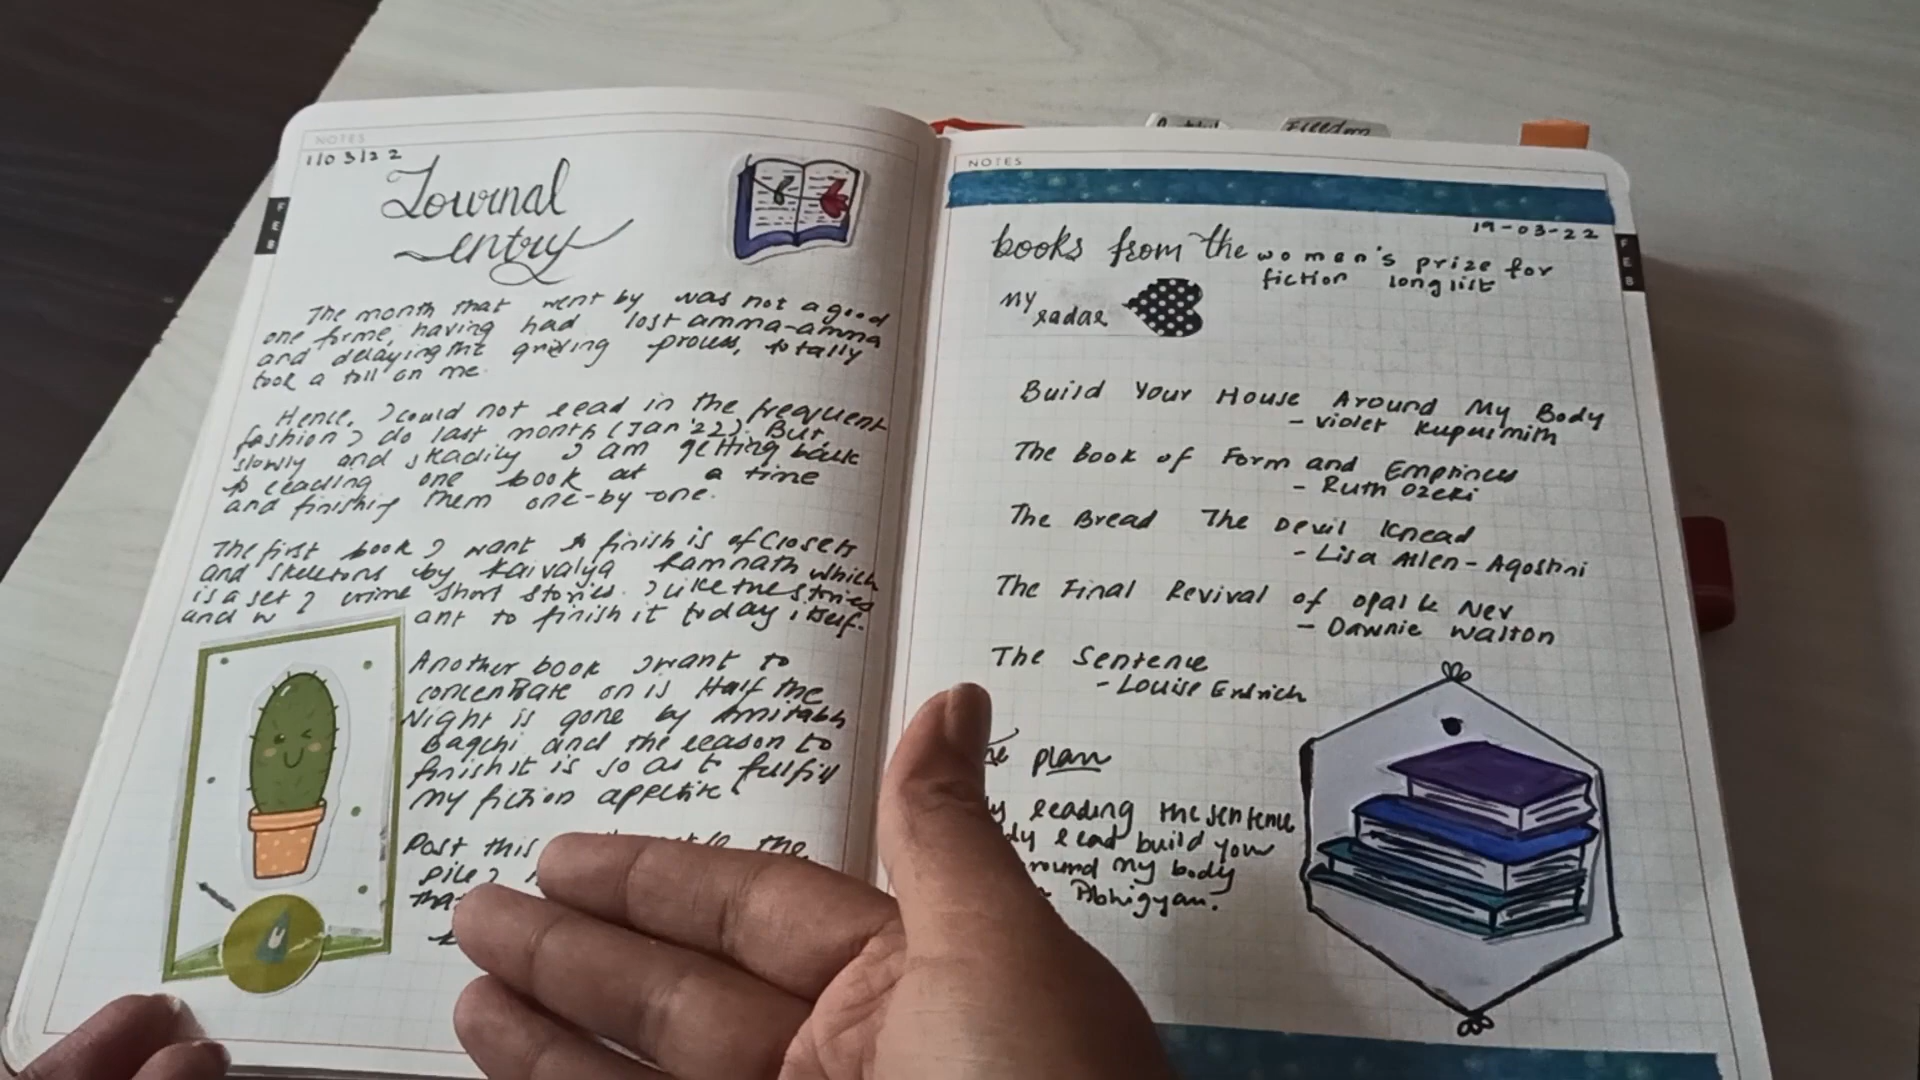 NOTES
1/03/22
Journal
entry
The month that went by was not a good
one for me, having had lost amma-amma
and delaying the griving process, totally
took a toll on me.
Hence, I could not read in the frequent
fashion I do last month (Jan '22). But,
slowly and steadily I am getting back
to reading one book at a time
and finishing them one-by-one.
The first book I want to finish is of Closets
and skeletons by Kaivalya Ramnath which
is a set of crime short stories. I like the stories
and want to finish it today itself.
Another book I want to
concentrate on is Half the
Night is gone by Amitabh
Bagchi and the reason to
finish it is so as to fulfill
my fiction appetite
Post this the
pile I
FEB
Freedom
NOTES
19-03-22
books from the women's prize for
fiction longlist
My
radar
Build Your House Around My Body
- Violet Kupersmith
The Book of Form and Emptiness
- Ruth Ozeki
The Bread The Devil Knead
- Lisa Allen-Agostini
The Final Revival of Opal & Nev
- Dawnie Walton
The Sentence
- Louise Erdrich
plan
reading the sentence
read build your
around my body
Abhigyan.
FEB